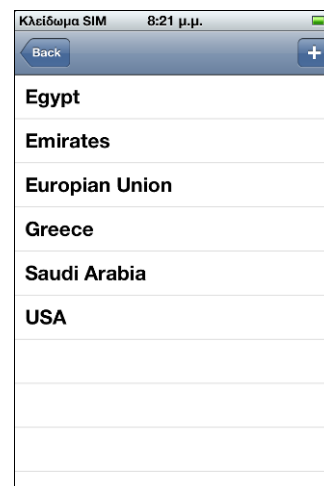 Κλείδωμα SIM 8:21 μ.μ.
Back +
Egypt
Emirates
Europian Union
Greece
Saudi Arabia
USA